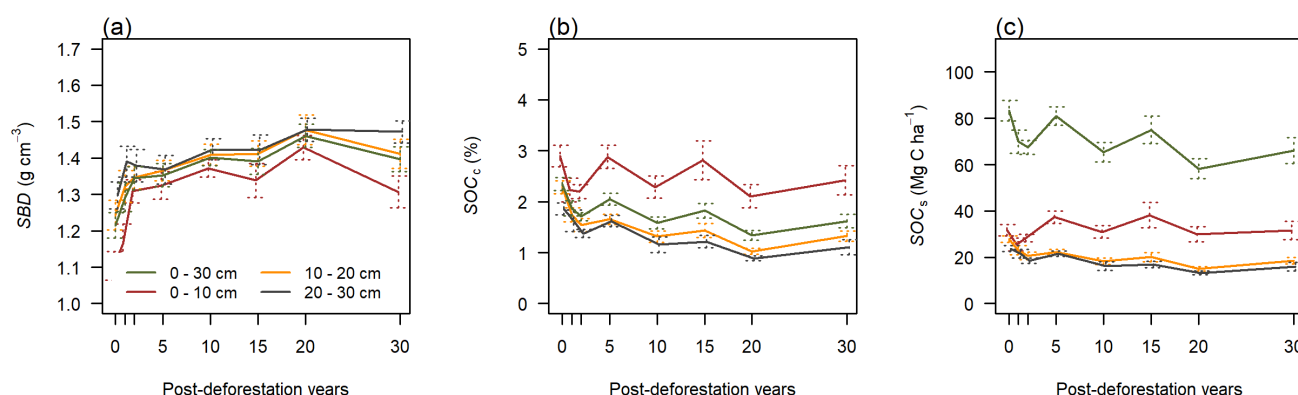 (a)
SBD (g cm⁻³)
1.7
1.6
1.5
1.4
1.3
1.2
1.1
1.0
0 - 30 cm
10 - 20 cm
0 - 10 cm
20 - 30 cm
0 5 10 15 20 30
Post-deforestation years
(b)
SOCc (%)
5
4
3
2
1
0
0 5 10 15 20 30
Post-deforestation years
(c)
SOCs (Mg C ha⁻¹)
100
80
60
40
20
0
0 5 10 15 20 30
Post-deforestation years